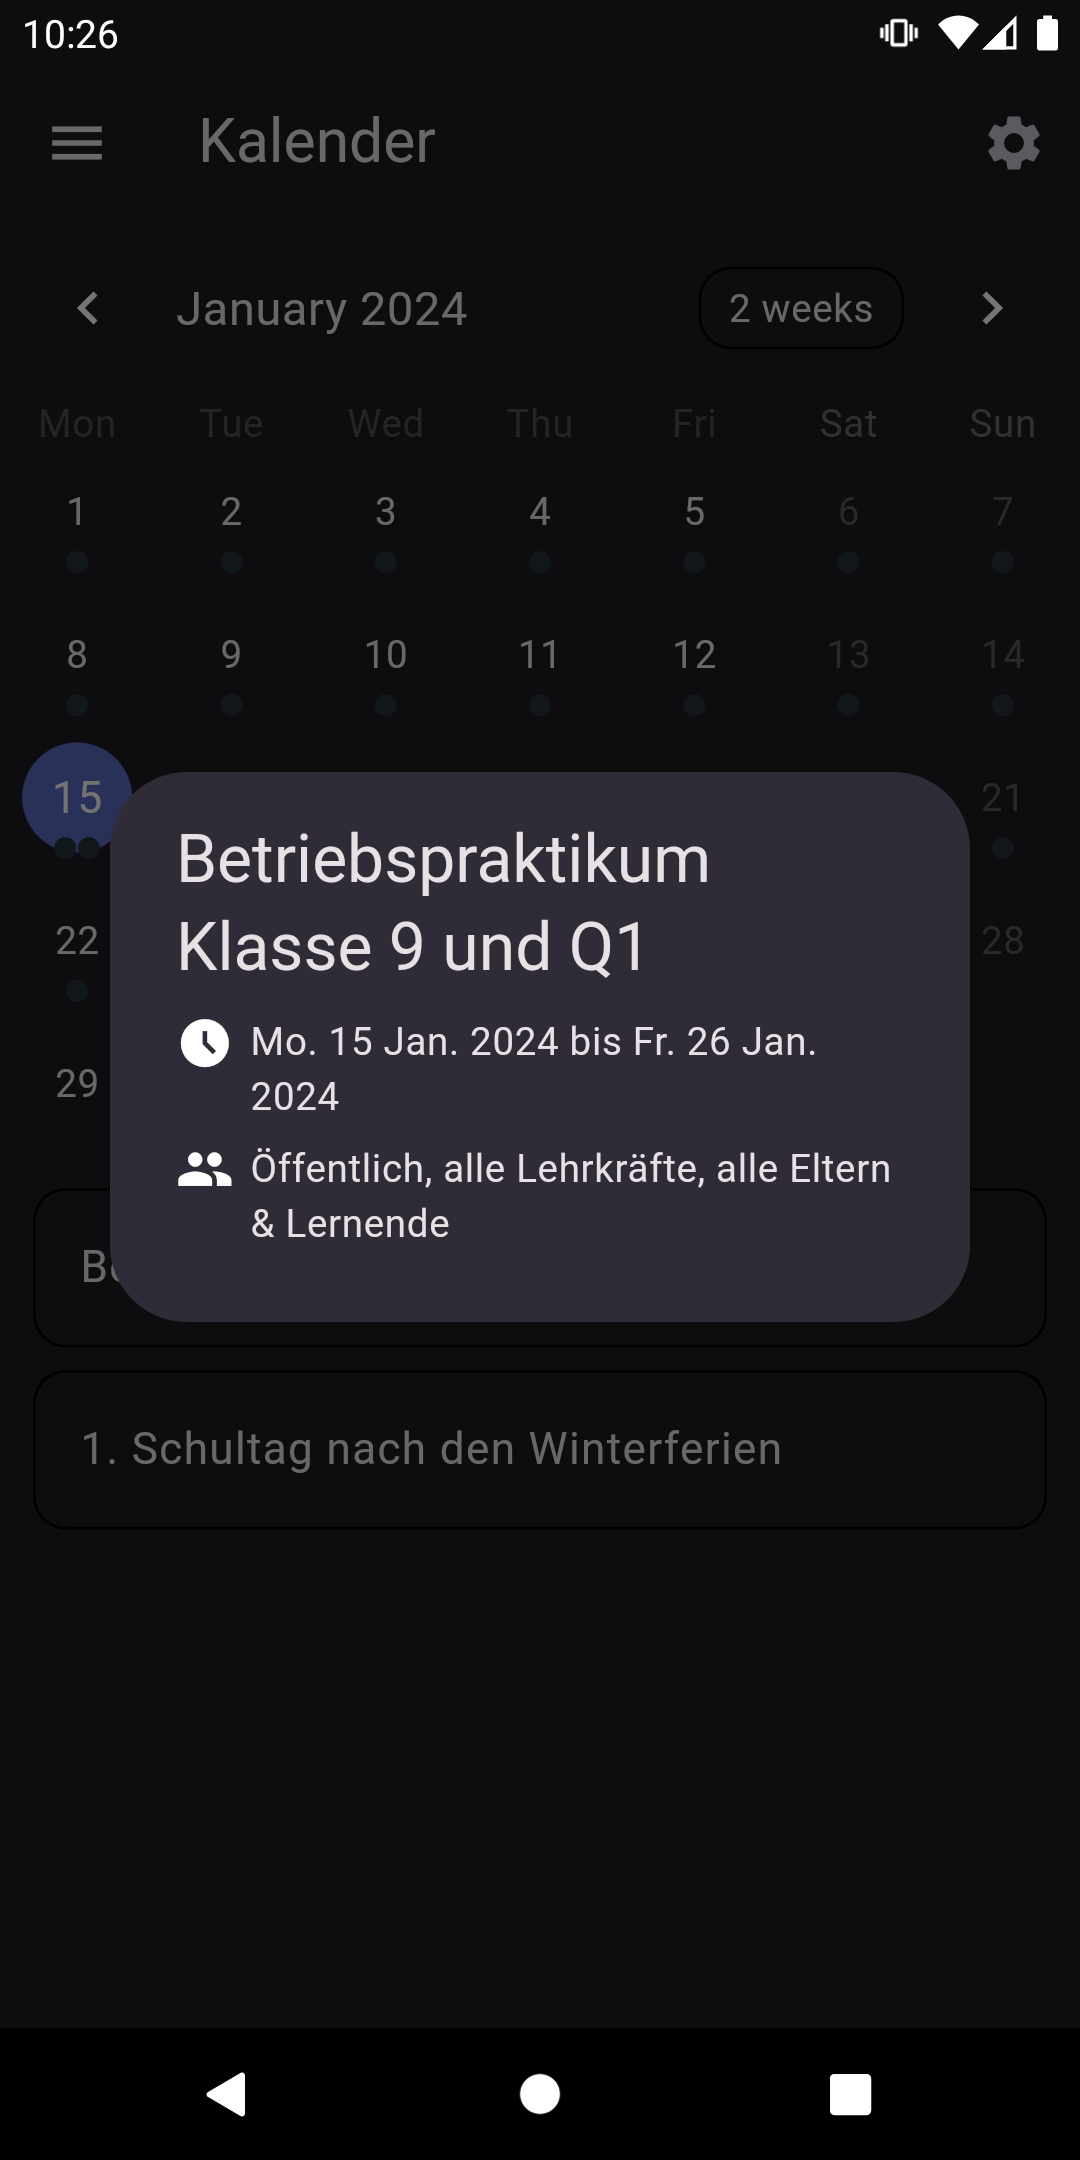 10:26
Kalender
January 2024
2 weeks
Mon Tue Wed Thu Fri Sat Sun
1 2 3 4 5 6 7
8 9 10 11 12 13 14
15 21
Betriebspraktikum
Klasse 9 und Q1
22 28
Mo. 15 Jan. 2024 bis Fr. 26 Jan.
2024
29
Öffentlich, alle Lehrkräfte, alle Eltern
& Lernende
1. Schultag nach den Winterferien